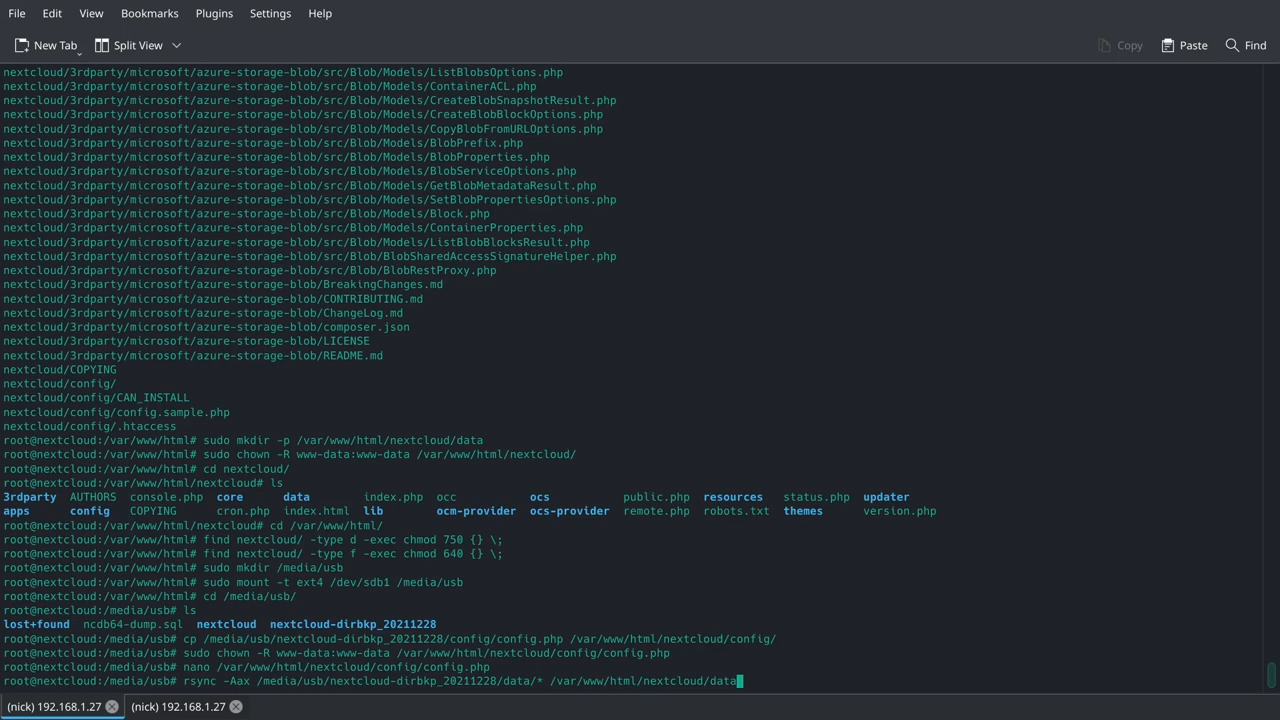 File Edit View Bookmarks Plugins Settings Help
New Tab Split View Copy Paste Find
nextcloud/3rdparty/microsoft/azure-storage-blob/src/Blob/Models/ListBlobsOptions.php
nextcloud/3rdparty/microsoft/azure-storage-blob/src/Blob/Models/ContainerACL.php
nextcloud/3rdparty/microsoft/azure-storage-blob/src/Blob/Models/CreateBlobSnapshotResult.php
nextcloud/3rdparty/microsoft/azure-storage-blob/src/Blob/Models/CreateBlobBlockOptions.php
nextcloud/3rdparty/microsoft/azure-storage-blob/src/Blob/Models/CopyBlobFromURLOptions.php
nextcloud/3rdparty/microsoft/azure-storage-blob/src/Blob/Models/BlobPrefix.php
nextcloud/3rdparty/microsoft/azure-storage-blob/src/Blob/Models/BlobProperties.php
nextcloud/3rdparty/microsoft/azure-storage-blob/src/Blob/Models/BlobServiceOptions.php
nextcloud/3rdparty/microsoft/azure-storage-blob/src/Blob/Models/GetBlobMetadataResult.php
nextcloud/3rdparty/microsoft/azure-storage-blob/src/Blob/Models/SetBlobPropertiesOptions.php
nextcloud/3rdparty/microsoft/azure-storage-blob/src/Blob/Models/Block.php
nextcloud/3rdparty/microsoft/azure-storage-blob/src/Blob/Models/ContainerProperties.php
nextcloud/3rdparty/microsoft/azure-storage-blob/src/Blob/Models/ListBlobBlocksResult.php
nextcloud/3rdparty/microsoft/azure-storage-blob/src/Blob/BlobSharedAccessSignatureHelper.php
nextcloud/3rdparty/microsoft/azure-storage-blob/src/Blob/BlobRestProxy.php
nextcloud/3rdparty/microsoft/azure-storage-blob/BreakingChanges.md
nextcloud/3rdparty/microsoft/azure-storage-blob/CONTRIBUTING.md
nextcloud/3rdparty/microsoft/azure-storage-blob/ChangeLog.md
nextcloud/3rdparty/microsoft/azure-storage-blob/composer.json
nextcloud/3rdparty/microsoft/azure-storage-blob/LICENSE
nextcloud/3rdparty/microsoft/azure-storage-blob/README.md
nextcloud/COPYING
nextcloud/config/
nextcloud/config/CAN_INSTALL
nextcloud/config/config.sample.php
nextcloud/config/.htaccess
root@nextcloud:/var/www/html# sudo mkdir -p /var/www/html/nextcloud/data
root@nextcloud:/var/www/html# sudo chown -R www-data:www-data /var/www/html/nextcloud/
root@nextcloud:/var/www/html# cd nextcloud/
root@nextcloud:/var/www/html/nextcloud# ls
3rdparty AUTHORS console.php core data index.php occ ocs public.php resources status.php updater
apps config COPYING cron.php index.html lib ocm-provider ocs-provider remote.php robots.txt themes version.php
root@nextcloud:/var/www/html/nextcloud# cd /var/www/html/
root@nextcloud:/var/www/html# find nextcloud/ -type d -exec chmod 750 {} \;
root@nextcloud:/var/www/html# find nextcloud/ -type f -exec chmod 640 {} \;
root@nextcloud:/var/www/html# sudo mkdir /media/usb
root@nextcloud:/var/www/html# sudo mount -t ext4 /dev/sdb1 /media/usb
root@nextcloud:/var/www/html# cd /media/usb/
root@nextcloud:/media/usb# ls
lost+found ncdb64-dump.sql nextcloud nextcloud-dirbkp_20211228
root@nextcloud:/media/usb# cp /media/usb/nextcloud-dirbkp_20211228/config/config.php /var/www/html/nextcloud/config/
root@nextcloud:/media/usb# sudo chown -R www-data:www-data /var/www/html/nextcloud/config/config.php
root@nextcloud:/media/usb# nano /var/www/html/nextcloud/config/config.php
root@nextcloud:/media/usb# rsync -Aax /media/usb/nextcloud-dirbkp_20211228/data/* /var/www/html/nextcloud/data
(nick) 192.168.1.27 (nick) 192.168.1.27